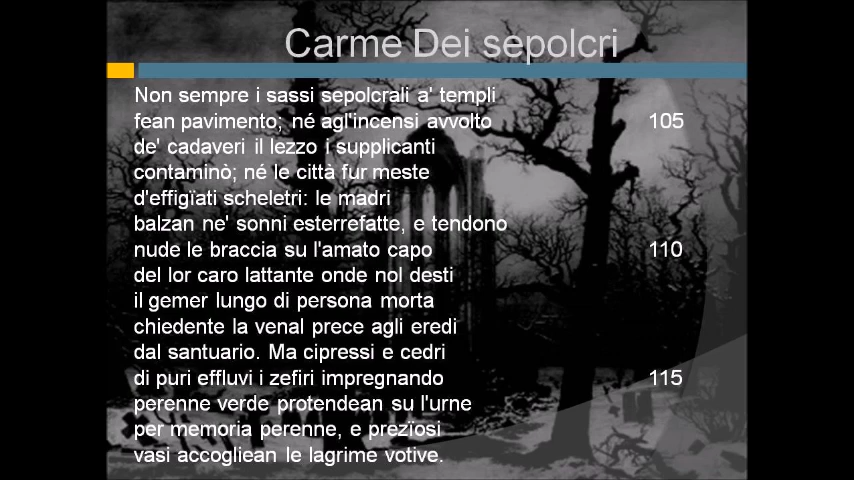 Carme Dei sepolcri
Non sempre i sassi sepolcrali a' templi
fean pavimento; né agl'incensi avvolto 105
de' cadaveri il lezzo i supplicanti
contaminò; né le città fur meste
d'effigïati scheletri: le madri
balzan ne' sonni esterrefatte, e tendono
nude le braccia su l'amato capo 110
del lor caro lattante onde nol desti
il gemer lungo di persona morta
chiedente la venal prece agli eredi
dal santuario. Ma cipressi e cedri
di puri effluvi i zefiri impregnando 115
perenne verde protendean su l'urne
per memoria perenne, e prezïosi
vasi accogliean le lagrime votive.